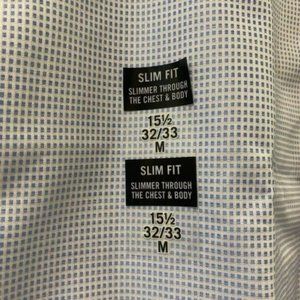 SLIM FIT
SLIMMER THROUGH
THE CHEST & BODY
15½
32/33
M
SLIM FIT
SLIMMER THROUGH
THE CHEST & BODY
15½
32/33
M